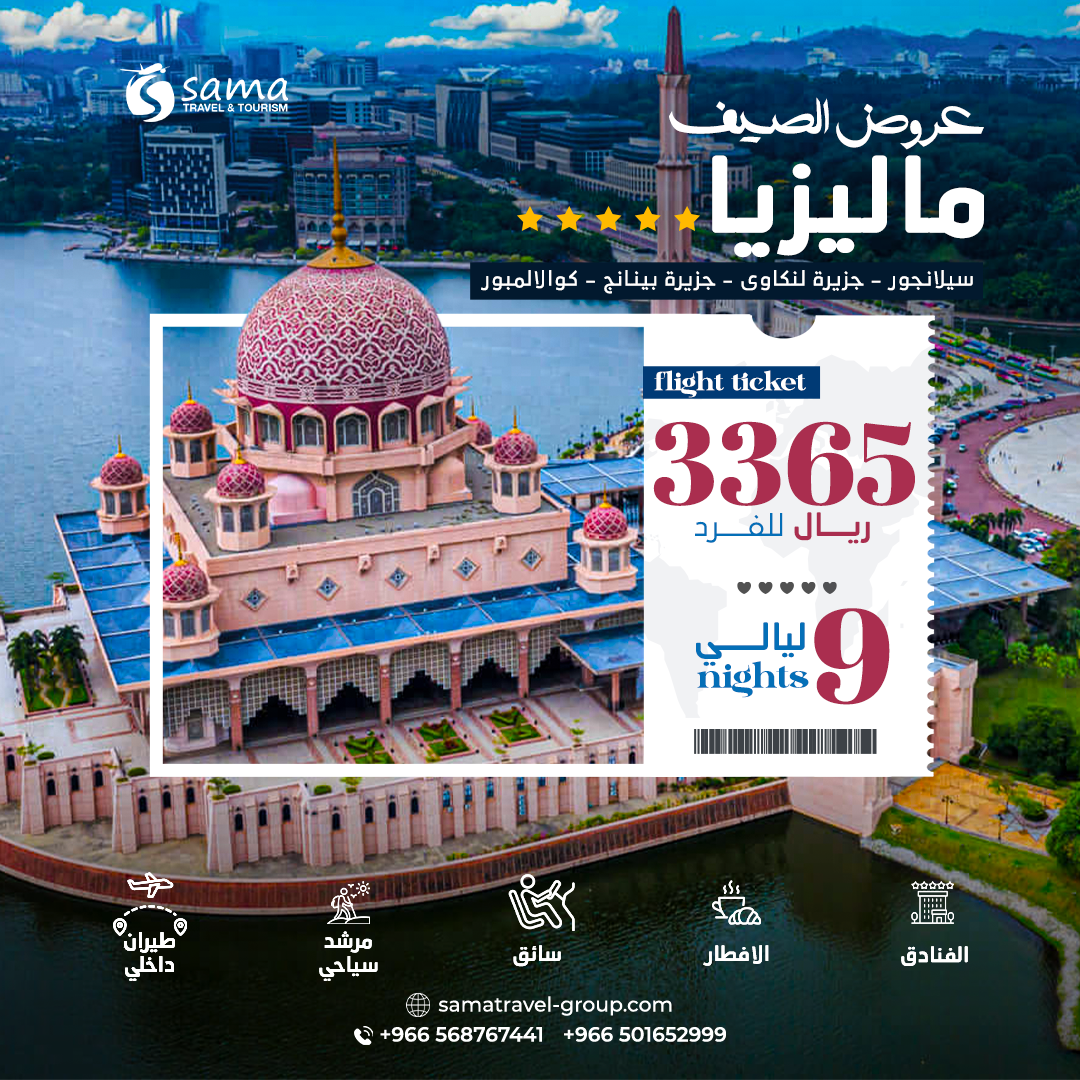 sama
TRAVEL & TOURISM
عروض الصيف
ماليزيا
سيلانجور - جزيرة لنكاوى - جزيرة بينانج - كوالالمبور
flight ticket
3365
ريال للفرد
9 ليالي
nights
الفنادق
الافطار
سائق
مرشد
سياحي
طيران
داخلي
samatravel-group.com
+966 568767441 +966 501652999